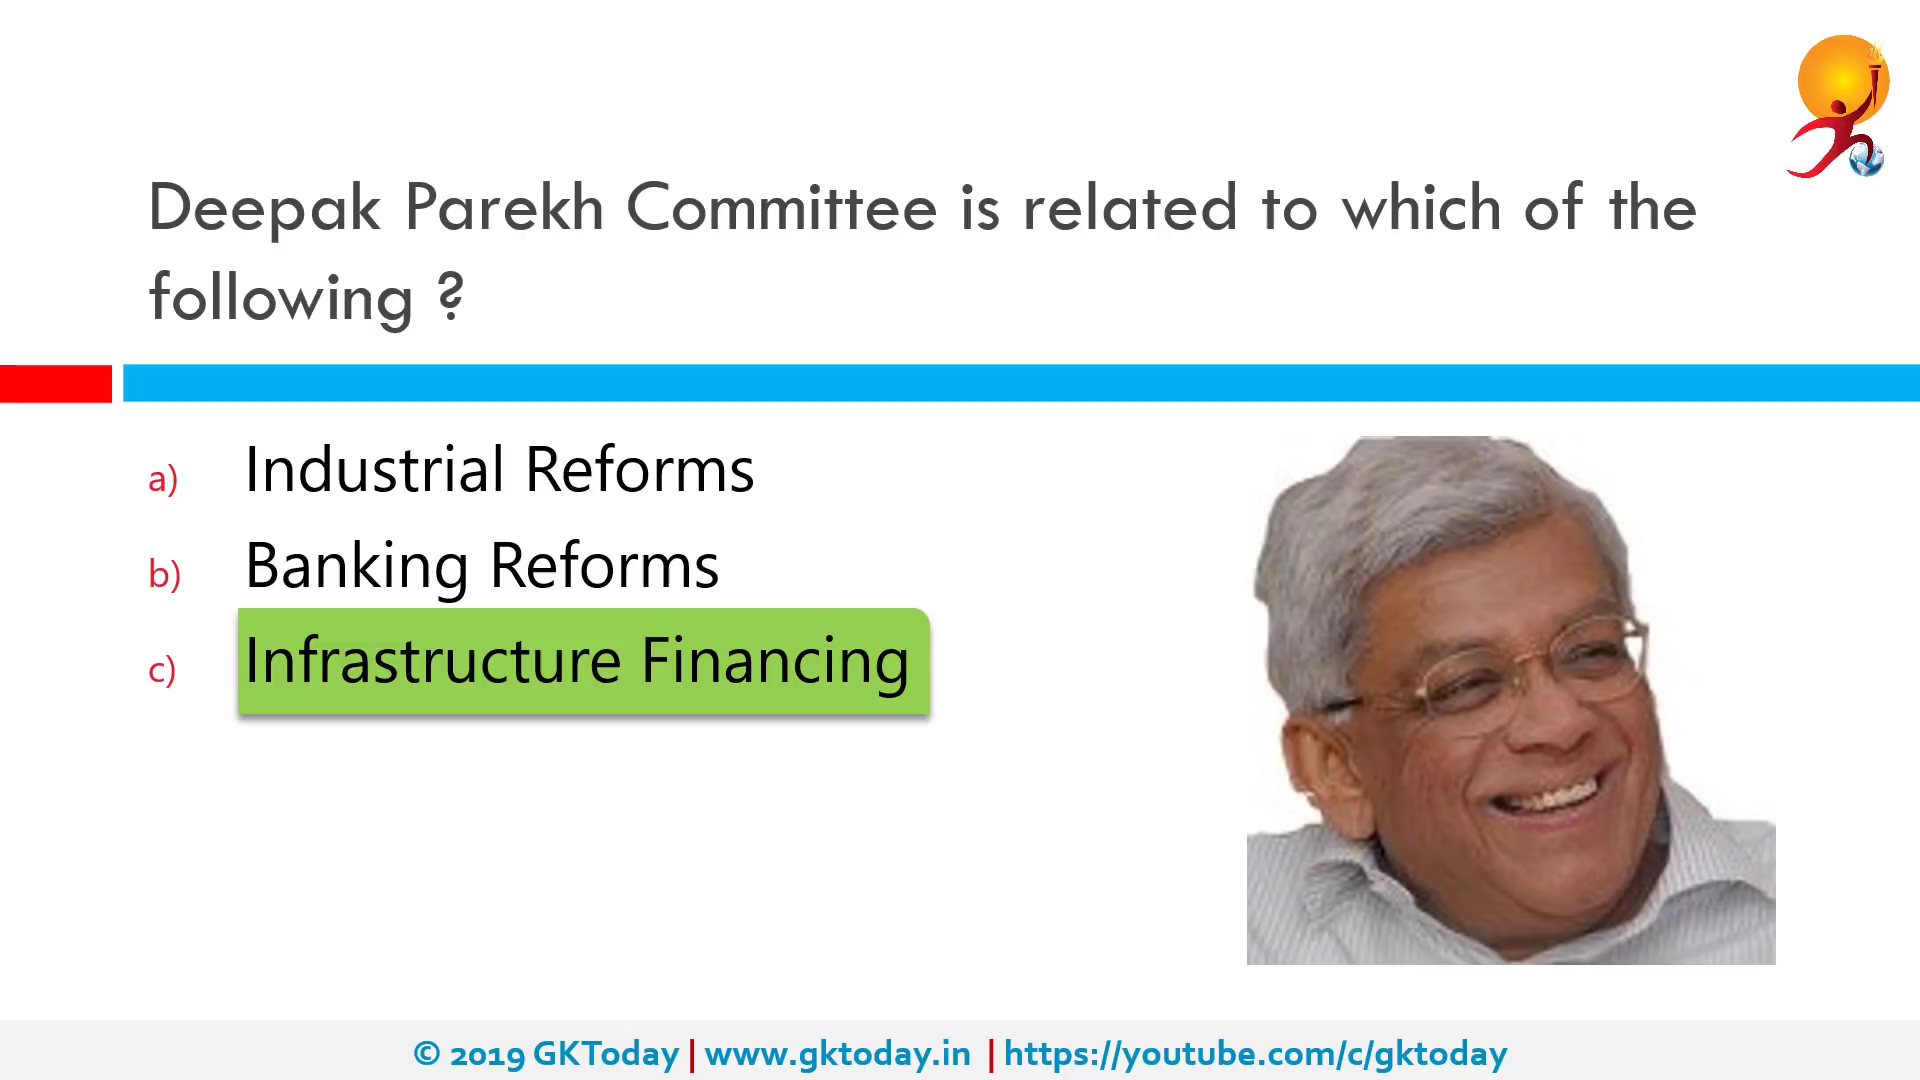 Deepak Parekh Committee is related to which of the
following ?
a) Industrial Reforms
b) Banking Reforms
c) Infrastructure Financing
© 2019 GKToday | www.gktoday.in | https://youtube.com/c/gktoday